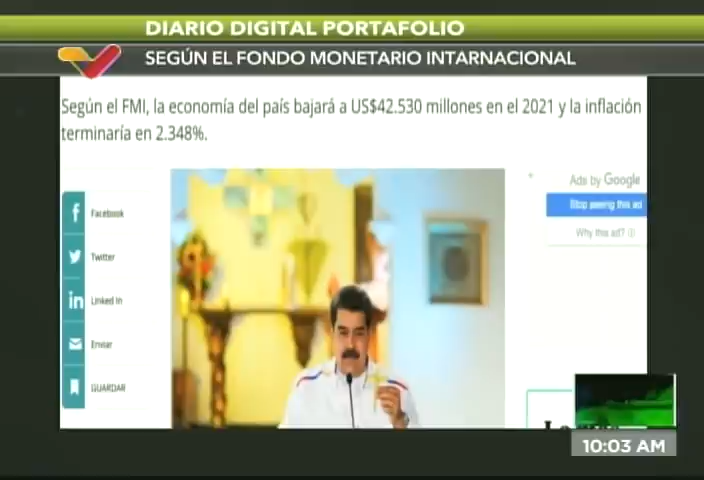 DIARIO DIGITAL PORTAFOLIO
SEGÚN EL FONDO MONETARIO INTARNACIONAL
Según el FMI, la economía del país bajará a US$42.530 millones en el 2021 y la inflación
terminaría en 2.348%.
Facebook
Twitter
Linked In
Enviar
GUARDAR
Ads by Google
Stop seeing this ad
Why this ad?
10:03 AM